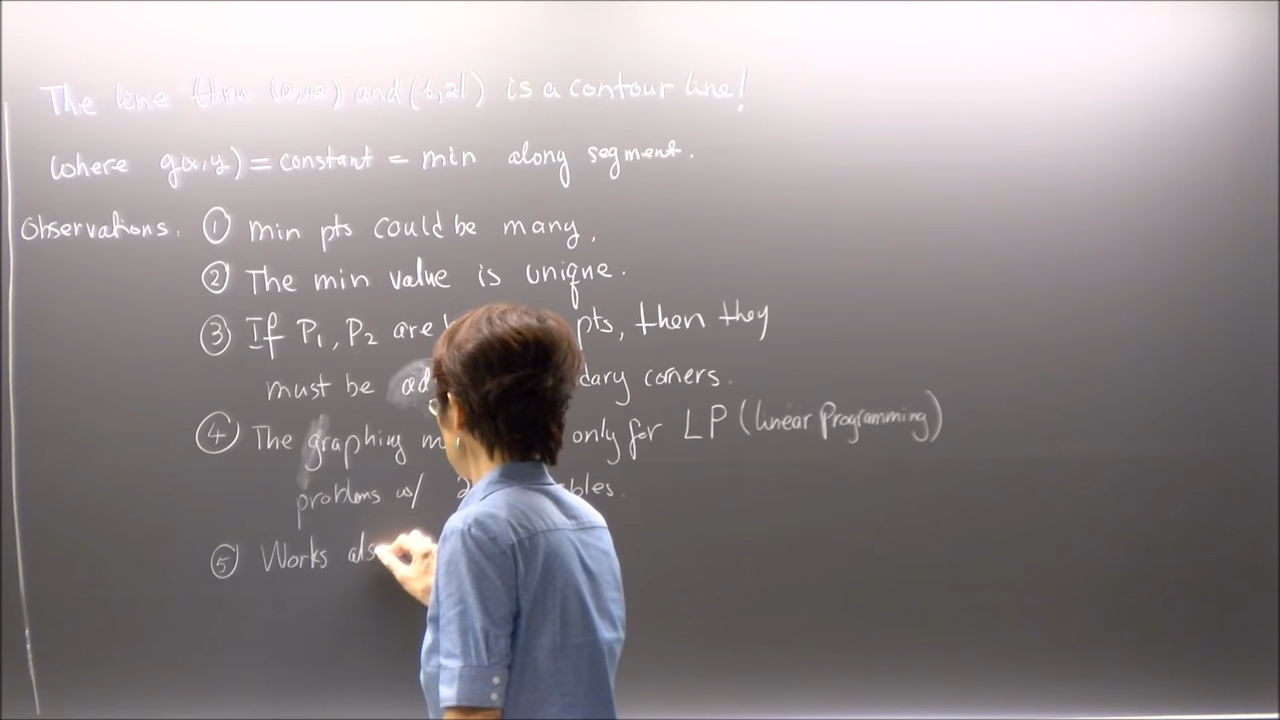 The line thru (0,42) and (6,21) is a contour line!
where g(x,y) = constant = min along segment.
Observations: ① min pts could be many.
② The min value is unique.
③ If P₁, P₂ are pts, then they
must be corners.
④ The graphing only for LP (linear Programming)
problems w/
⑤ Works als